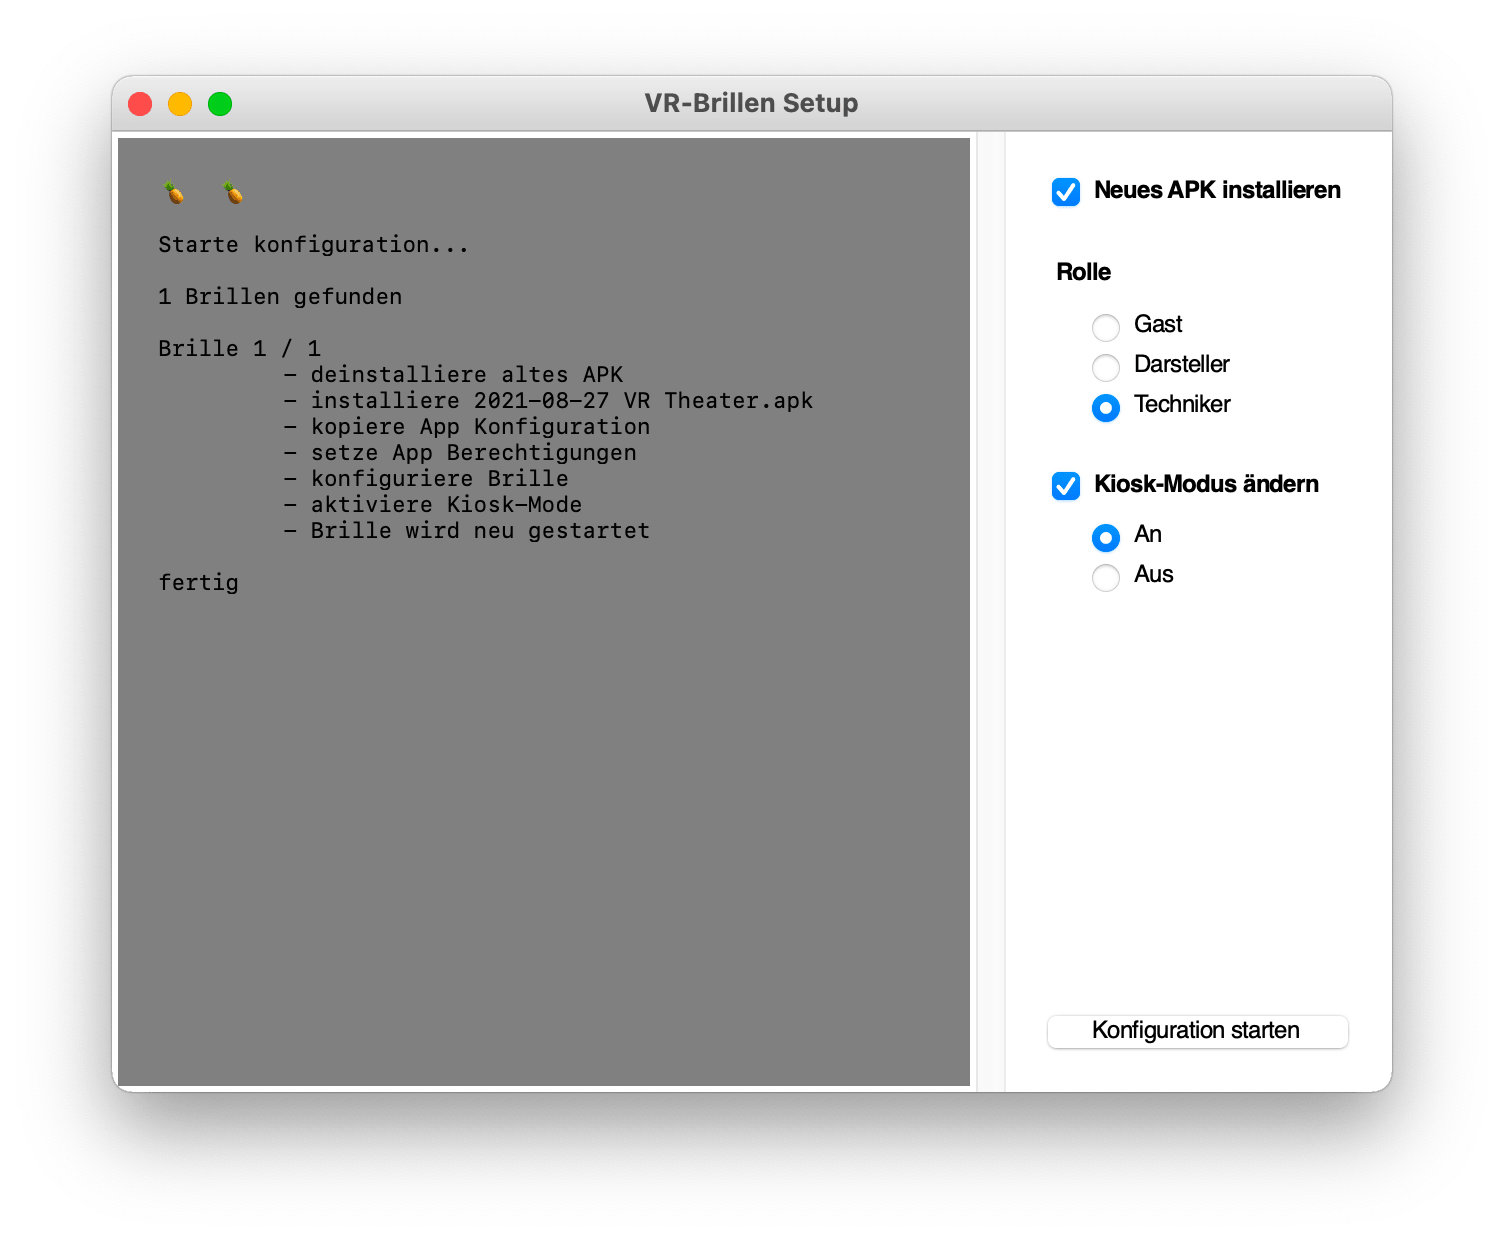 VR-Brillen Setup
Starte konfiguration...
1 Brillen gefunden
Brille 1 / 1
– deinstalliere altes APK
– installiere 2021–08–27 VR Theater.apk
– kopiere App Konfiguration
– setze App Berechtigungen
– konfiguriere Brille
– aktiviere Kiosk–Mode
– Brille wird neu gestartet
fertig
Neues APK installieren
Rolle
Gast
Darsteller
Techniker
Kiosk-Modus ändern
An
Aus
Konfiguration starten